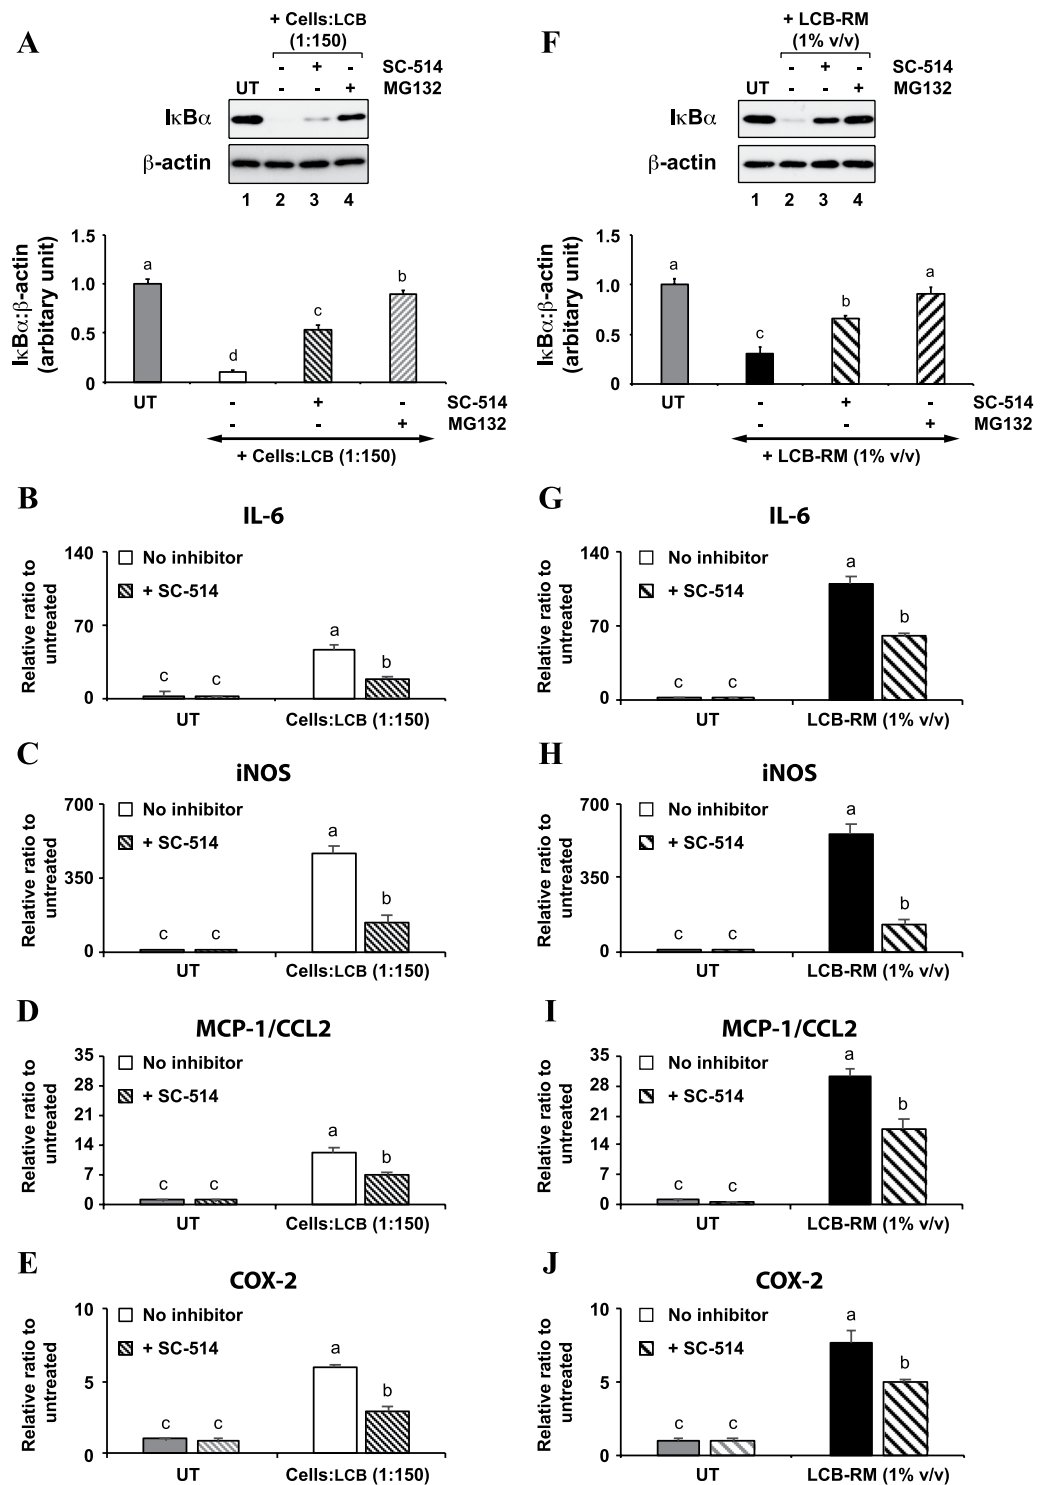 A
+ Cells:LCB
(1:150)
- + - SC-514
UT - - + MG132
IκBα
β-actin
1 2 3 4
IκBα:β-actin
(arbitary unit)
1.5
1.0
0.5
0
a
d
c
b
UT - + - SC-514
- - + MG132
+ Cells:LCB (1:150)
F
+ LCB-RM
(1% v/v)
- + - SC-514
UT - - + MG132
IκBα
β-actin
1 2 3 4
IκBα:β-actin
(arbitary unit)
1.5
1.0
0.5
0
a
c
b
a
UT - + - SC-514
- - + MG132
+ LCB-RM (1% v/v)
B
IL-6
Relative ratio to
untreated
140
70
0
No inhibitor
+ SC-514
c c a b
UT Cells:LCB (1:150)
G
IL-6
Relative ratio to
untreated
140
70
0
No inhibitor
+ SC-514
c c a b
UT LCB-RM (1% v/v)
C
iNOS
Relative ratio to
untreated
700
350
0
No inhibitor
+ SC-514
c c a b
UT Cells:LCB (1:150)
H
iNOS
Relative ratio to
untreated
700
350
0
No inhibitor
+ SC-514
c c a b
UT LCB-RM (1% v/v)
D
MCP-1/CCL2
Relative ratio to
untreated
35
28
21
14
7
0
No inhibitor
+ SC-514
c c a b
UT Cells:LCB (1:150)
I
MCP-1/CCL2
Relative ratio to
untreated
35
28
21
14
7
0
No inhibitor
+ SC-514
c c a b
UT LCB-RM (1% v/v)
E
COX-2
Relative ratio to
untreated
10
5
0
No inhibitor
+ SC-514
c c a b
UT Cells:LCB (1:150)
J
COX-2
Relative ratio to
untreated
10
5
0
No inhibitor
+ SC-514
c c a b
UT LCB-RM (1% v/v)